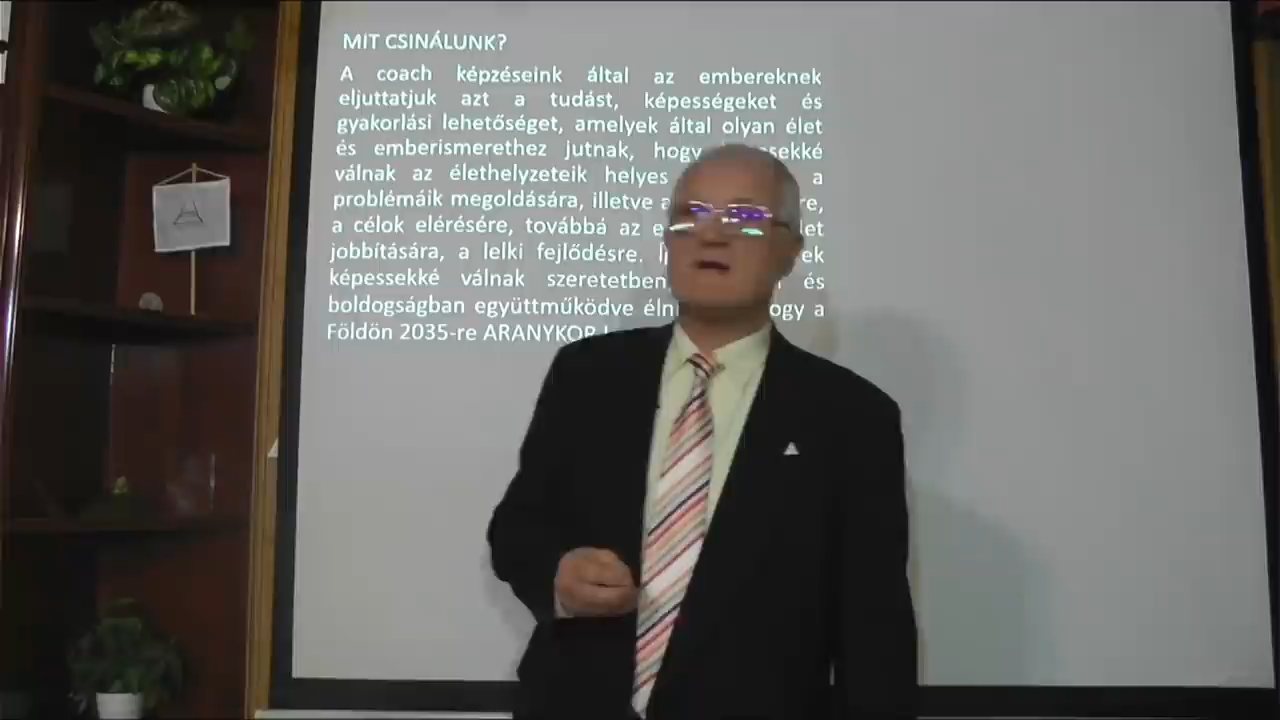 MIT CSINÁLUNK?
A coach képzéseink által az embereknek
eljuttatjuk azt a tudást, képességeket és
gyakorlási lehetőséget, amelyek által olyan élet
és emberismerethez jutnak, hogy
válnak az élethelyzeteik helyes a
problémáik megoldására, illetve
a célok elérésére, továbbá az
jobbítására, a lelki fejlődésre.
képessekké válnak szeretetben és
boldogságban együttműködve a
Földön 2035-re ARANYKOR